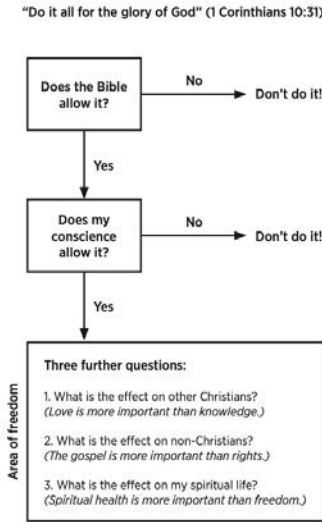 “Do it all for the glory of God” (1 Corinthians 10:31)
Does the Bible
allow it?
No
Don't do it!
Yes
Does my
conscience
allow it?
No
Don't do it!
Yes
Area of freedom
Three further questions:
1. What is the effect on other Christians?
(Love is more important than knowledge.)
2. What is the effect on non-Christians?
(The gospel is more important than rights.)
3. What is the effect on my spiritual life?
(Spiritual health is more important than freedom.)